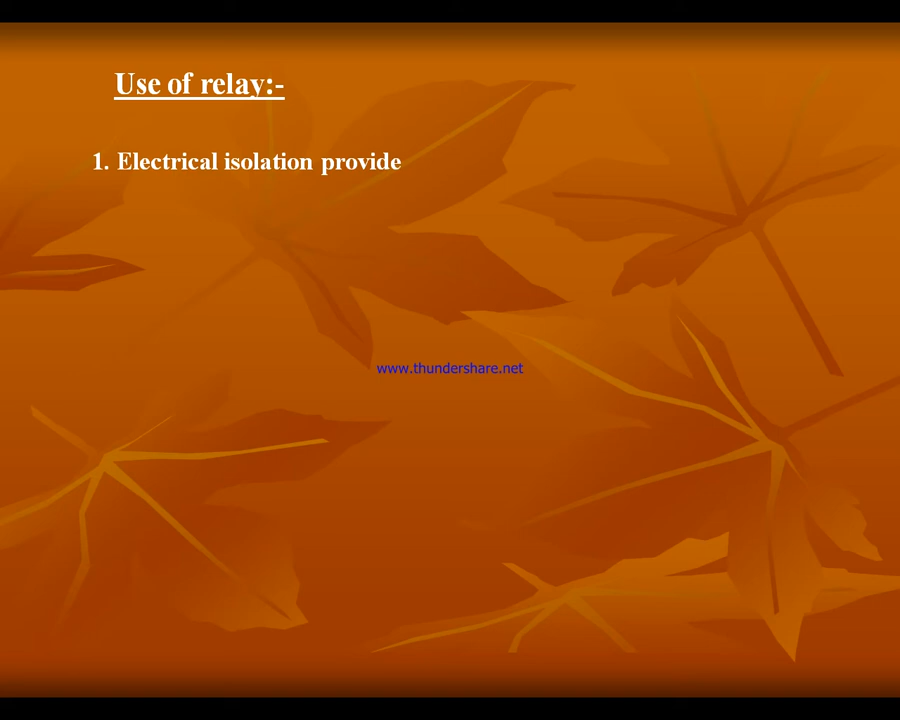 Use of relay:-
1. Electrical isolation provide
www.thundershare.net